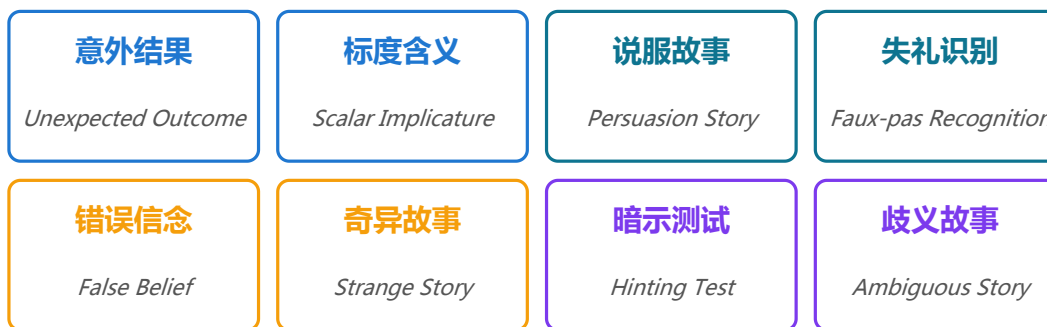 意外结果
Unexpected Outcome
标度含义
Scalar Implicature
说服故事
Persuasion Story
失礼识别
Faux-pas Recognition
错误信念
False Belief
奇异故事
Strange Story
暗示测试
Hinting Test
歧义故事
Ambiguous Story